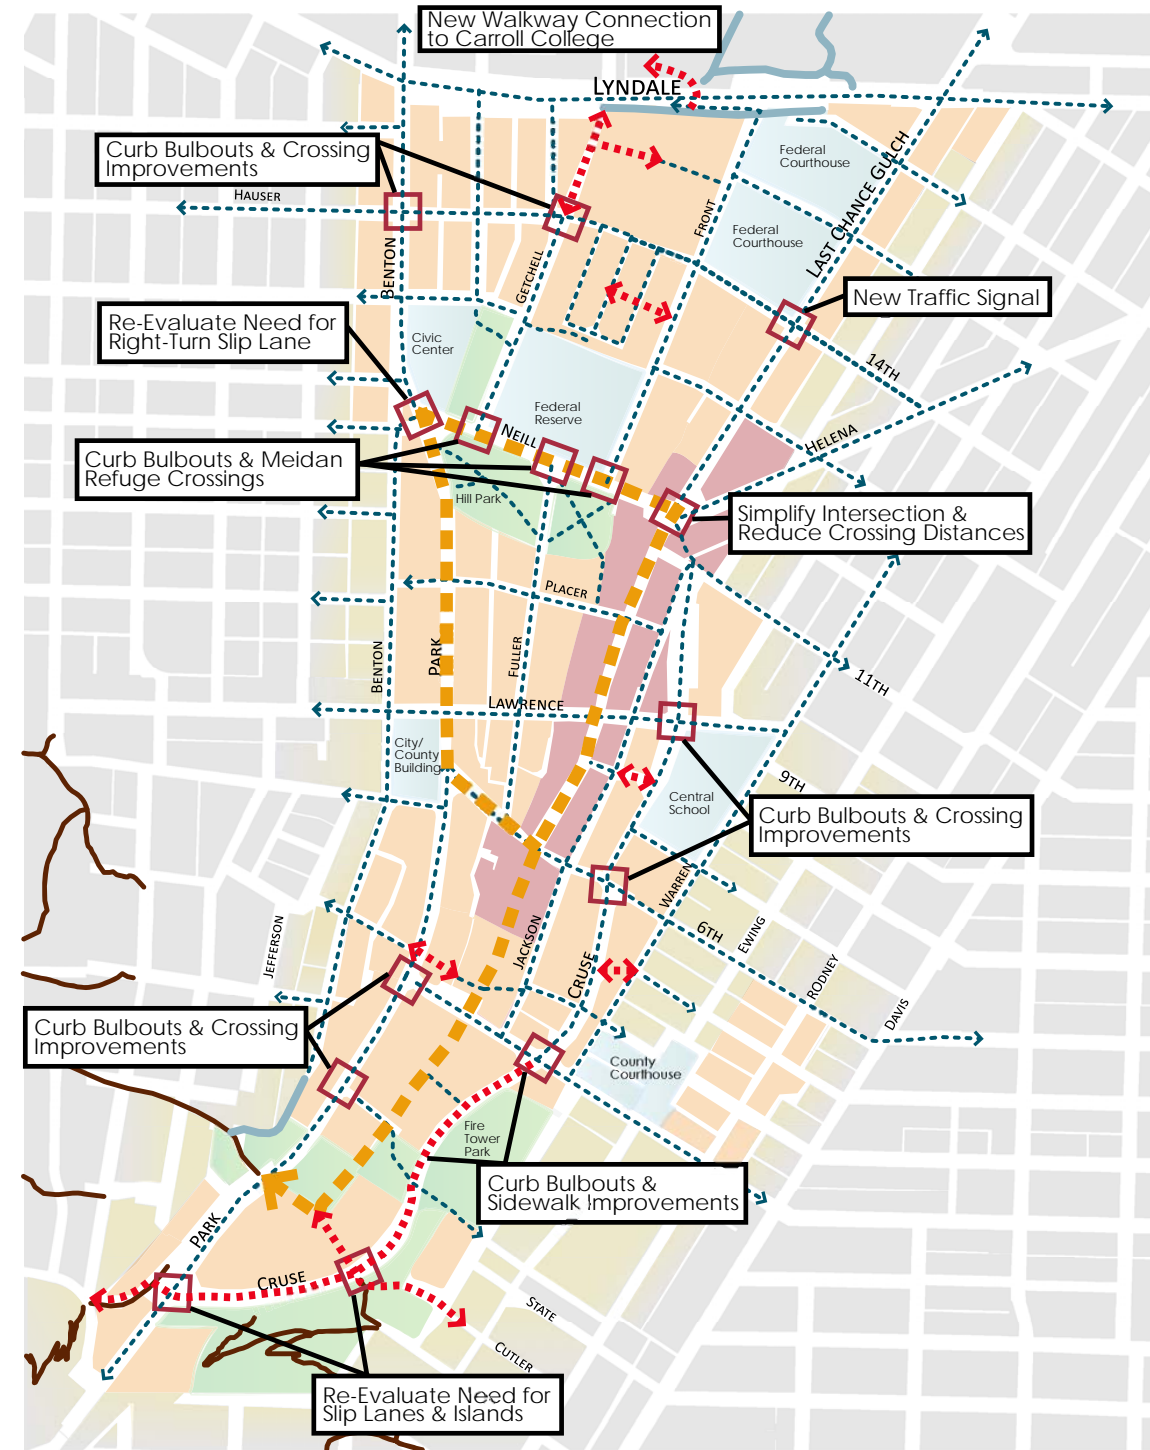 New Walkway Connection
to Carroll College
LYNDALE
Curb Bulbouts & Crossing
Improvements
Federal
Courthouse
HAUSER
LAST CHANCE GULCH
FRONT
Federal
Courthouse
BENTON
GETCHELL
New Traffic Signal
Re-Evaluate Need for
Right-Turn Slip Lane
Civic
Center
14TH
Federal
Reserve
NEILL
HELENA
Curb Bulbouts & Meidan
Refuge Crossings
Hill Park
Simplify Intersection &
Reduce Crossing Distances
PLACER
BENTON
PARK
FULLER
11TH
LAWRENCE
City/
County
Building
9TH
Central
School
Curb Bulbouts & Crossing
Improvements
WARREN
6TH
EWING
JEFFERSON
JACKSON
CRUSE
RODNEY
DAVIS
Curb Bulbouts & Crossing
Improvements
County
Courthouse
Fire
Tower
Park
Curb Bulbouts &
Sidewalk Improvements
PARK
CRUSE
STATE
CUTLER
Re-Evaluate Need for
Slip Lanes & Islands